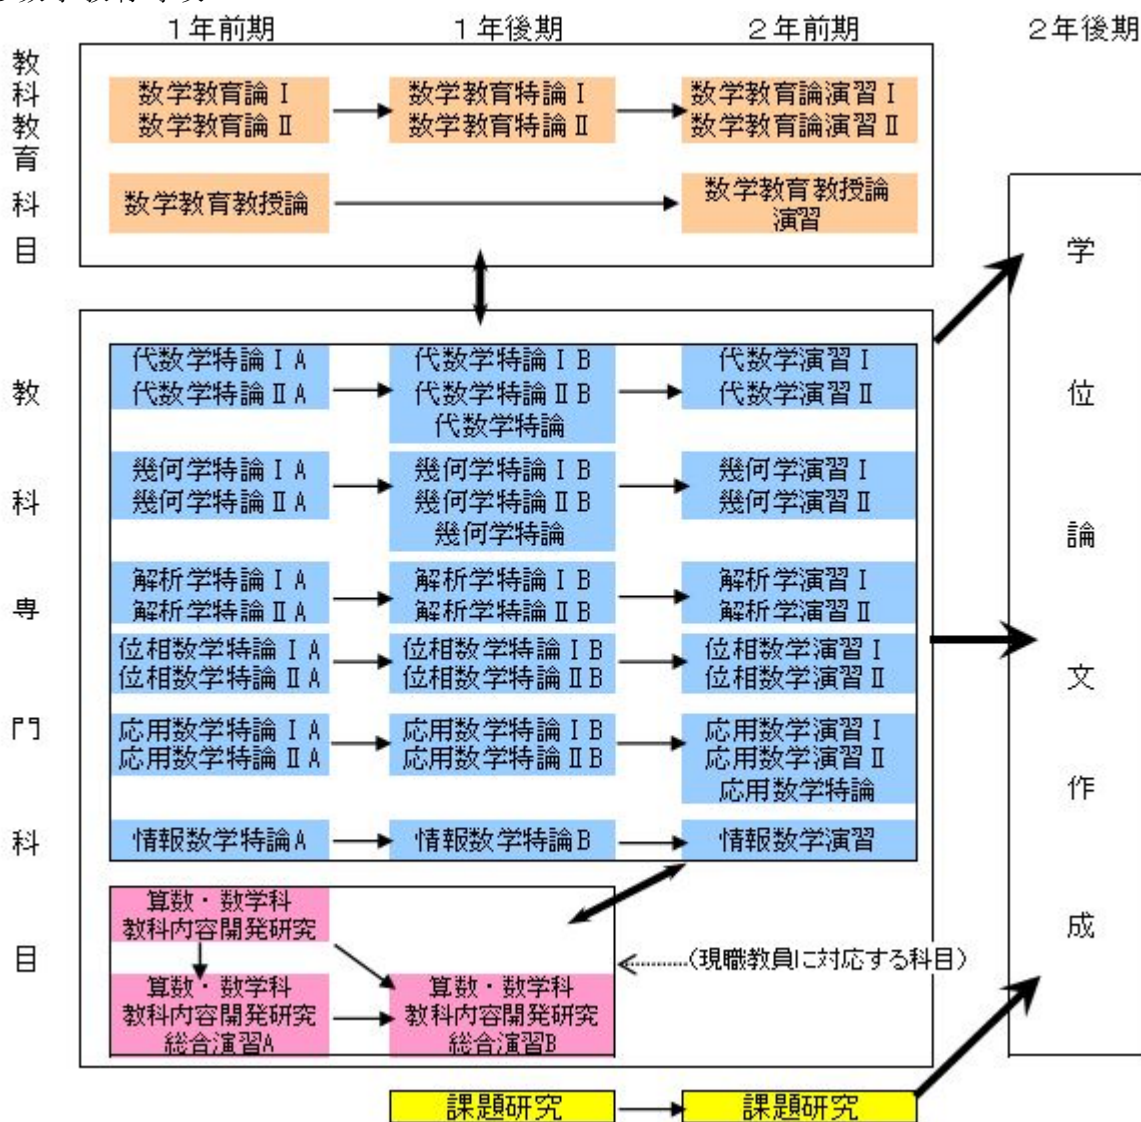 1年前期
1年後期
2年前期
2年後期
教科教育科目
数学教育論Ⅰ
数学教育論Ⅱ
数学教育特論Ⅰ
数学教育特論Ⅱ
数学教育論演習Ⅰ
数学教育論演習Ⅱ
数学教育教授論
数学教育教授論
演習
教科専門科目
代数学特論ⅠA
代数学特論ⅡA
代数学特論ⅠB
代数学特論ⅡB
代数学特論
代数学演習Ⅰ
代数学演習Ⅱ
幾何学特論ⅠA
幾何学特論ⅡA
幾何学特論ⅠB
幾何学特論ⅡB
幾何学特論
幾何学演習Ⅰ
幾何学演習Ⅱ
解析学特論ⅠA
解析学特論ⅡA
解析学特論ⅠB
解析学特論ⅡB
解析学演習Ⅰ
解析学演習Ⅱ
位相数学特論ⅠA
位相数学特論ⅡA
位相数学特論ⅠB
位相数学特論ⅡB
位相数学演習Ⅰ
位相数学演習Ⅱ
応用数学特論ⅠA
応用数学特論ⅡA
応用数学特論ⅠB
応用数学特論ⅡB
応用数学演習Ⅰ
応用数学演習Ⅱ
応用数学特論
情報数学特論A
情報数学特論B
情報数学演習
算数・数学科
教科内容開発研究
算数・数学科
教科内容開発研究
総合演習A
算数・数学科
教科内容開発研究
総合演習B
(現職教員に対応する科目)
課題研究
課題研究
学位論文作成